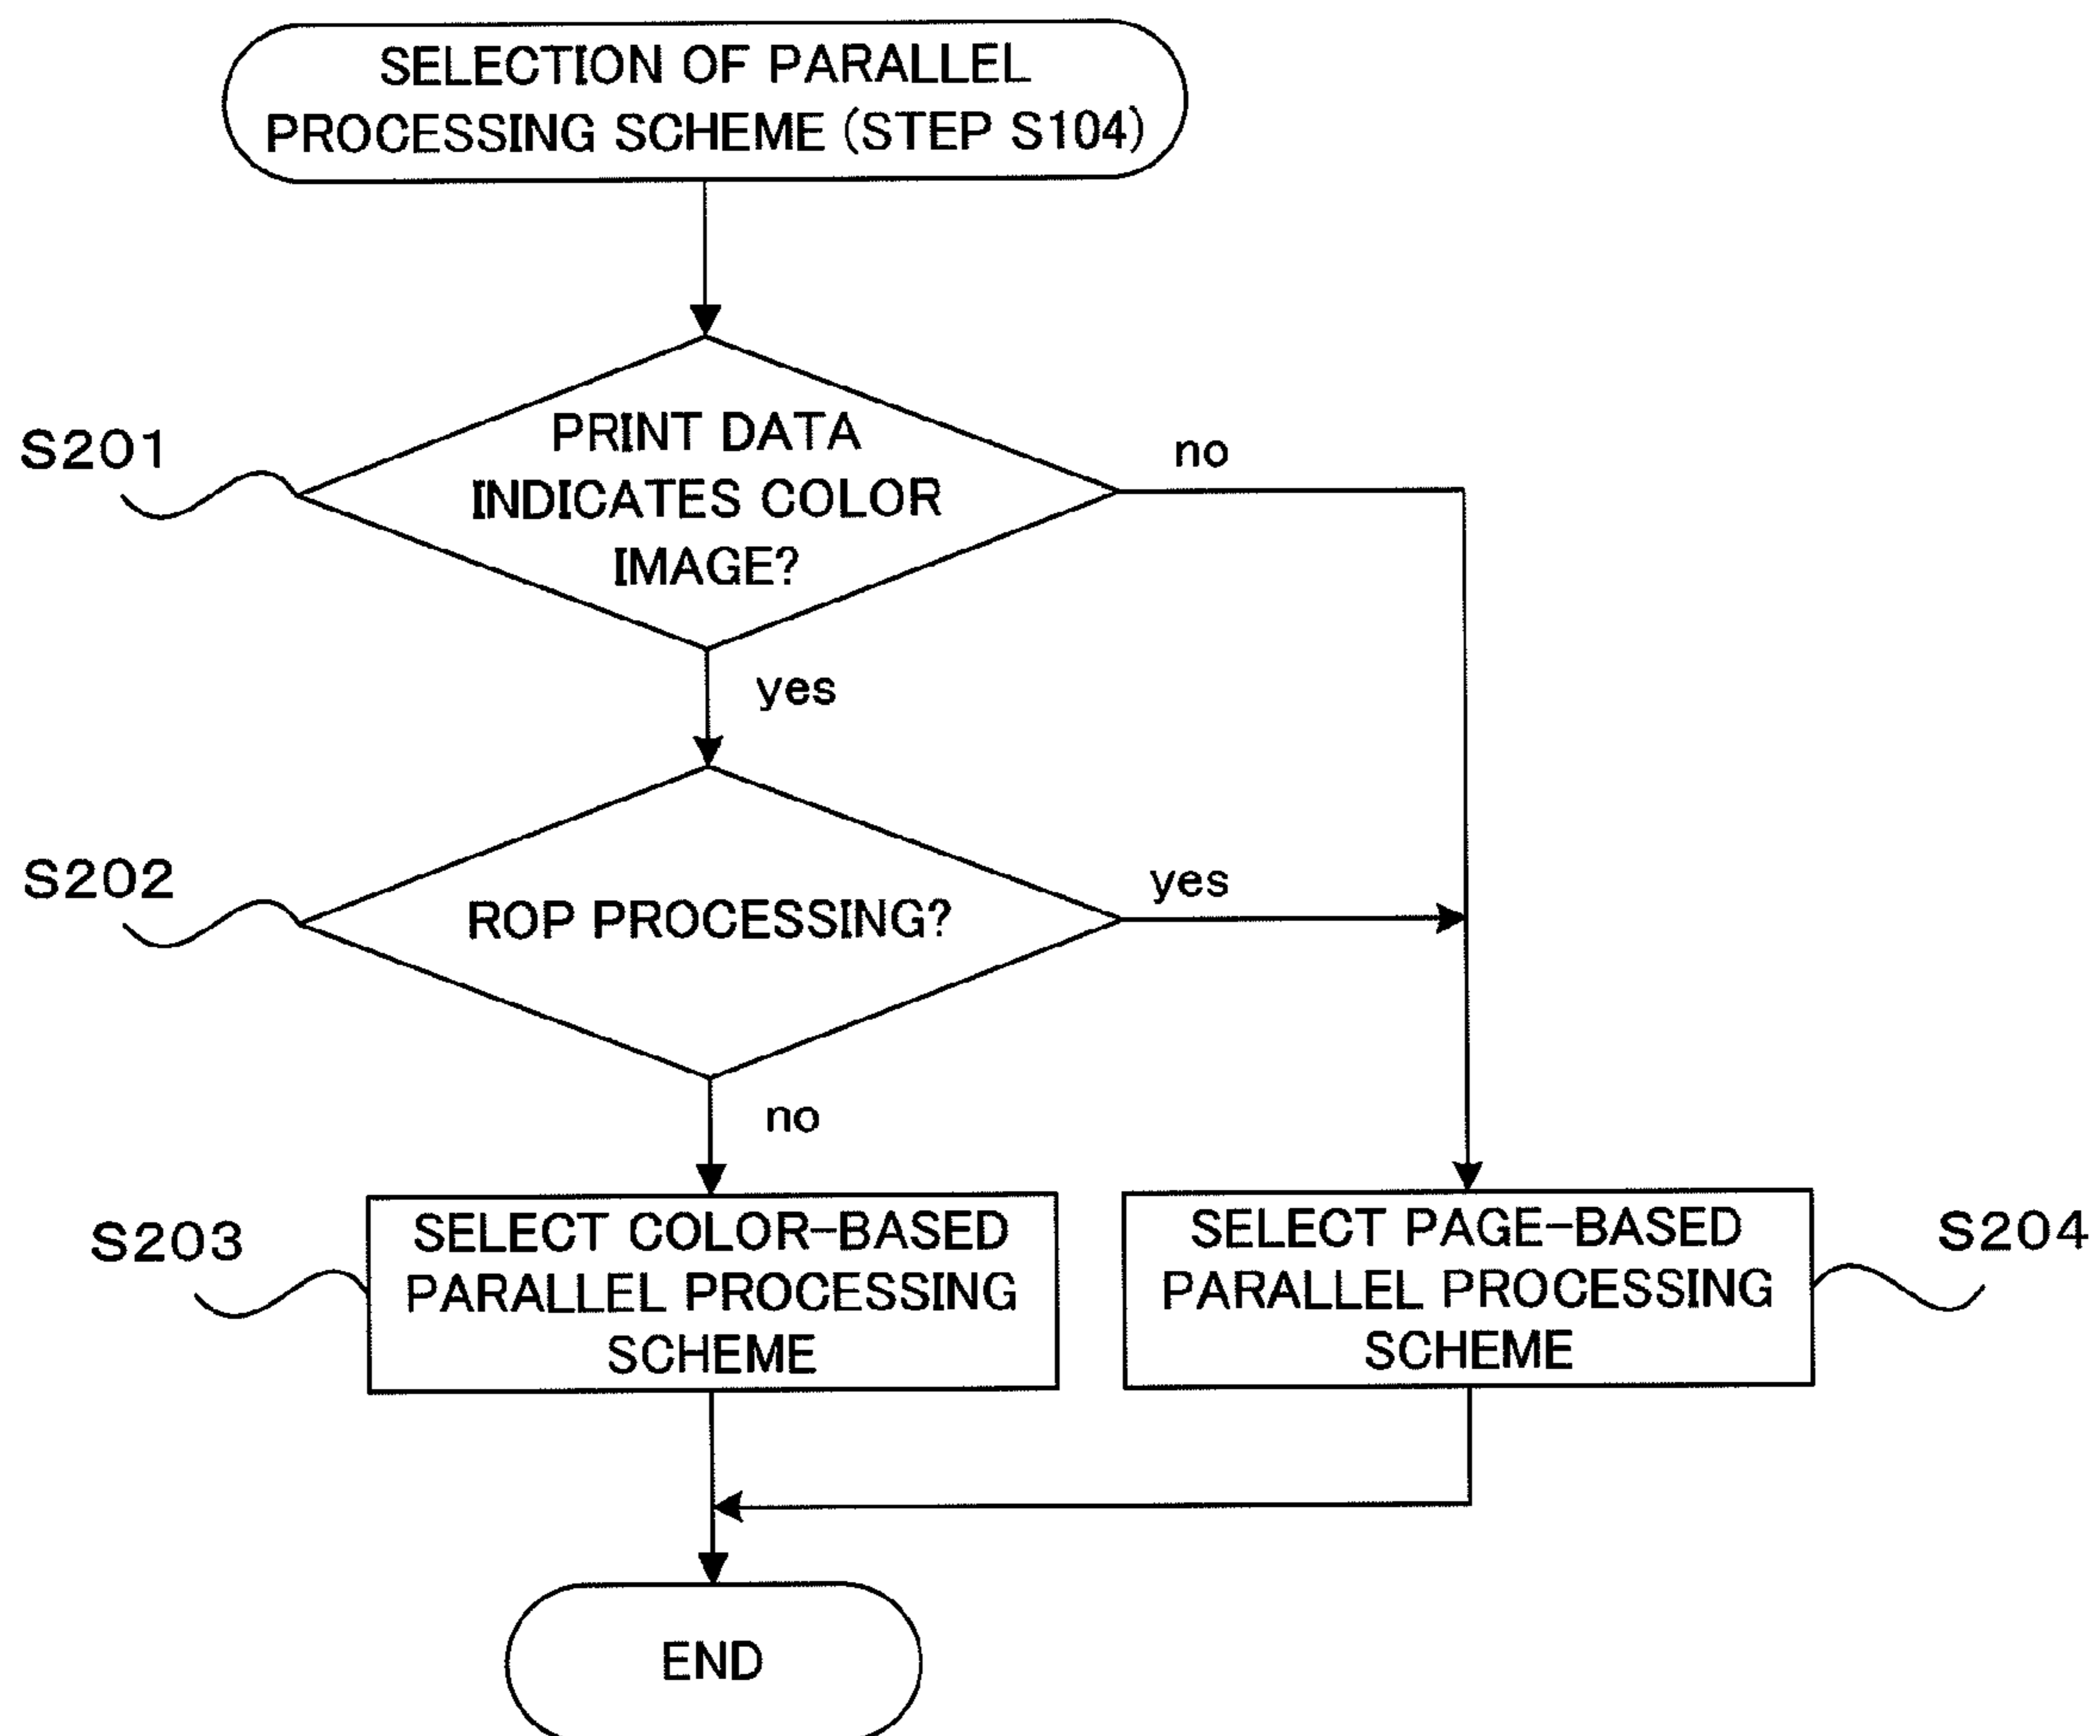 SELECTION OF PARALLEL
PROCESSING SCHEME (STEP S104)
S201
PRINT DATA
INDICATES COLOR
IMAGE?
no
yes
S202
ROP PROCESSING?
yes
no
S203
SELECT COLOR-BASED
PARALLEL PROCESSING
SCHEME
SELECT PAGE-BASED
PARALLEL PROCESSING
SCHEME
S204
END